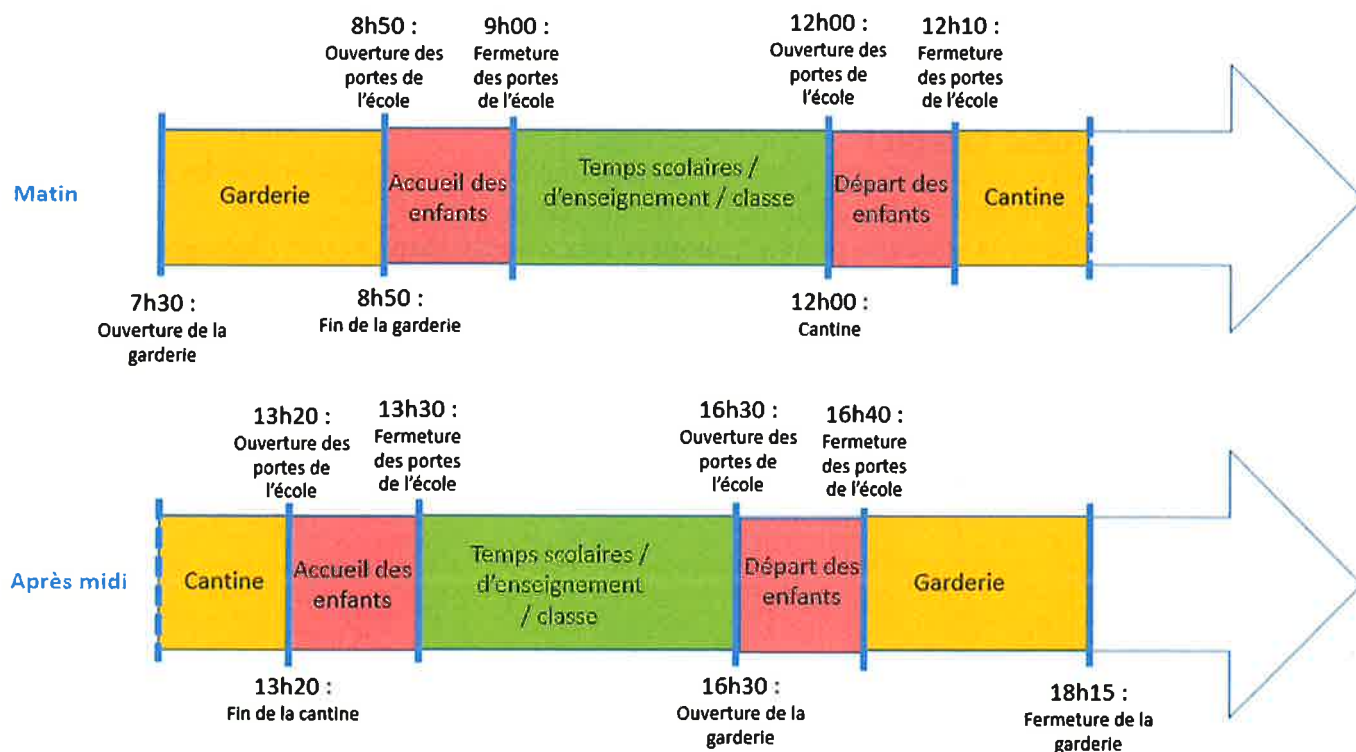 8h50 :
Ouverture des
portes de
l'école
9h00 :
Fermeture
des portes
de l'école
12h00 :
Ouverture des
portes de
l'école
12h10 :
Fermeture
des portes
de l'école
Matin
Garderie
Accueil des
enfants
Temps scolaires /
d'enseignement / classe
Départ des
enfants
Cantine
7h30 :
Ouverture de la
garderie
8h50 :
Fin de la garderie
12h00 :
Cantine
13h20 :
Ouverture des
portes de
l'école
13h30 :
Fermeture
des portes
de l'école
16h30 :
Ouverture des
portes de
l'école
16h40 :
Fermeture
des portes
de l'école
Après midi
Cantine
Accueil des
enfants
Temps scolaires /
d'enseignement
/ classe
Départ des
enfants
Garderie
13h20 :
Fin de la cantine
16h30 :
Ouverture de la
garderie
18h15 :
Fermeture de la
garderie